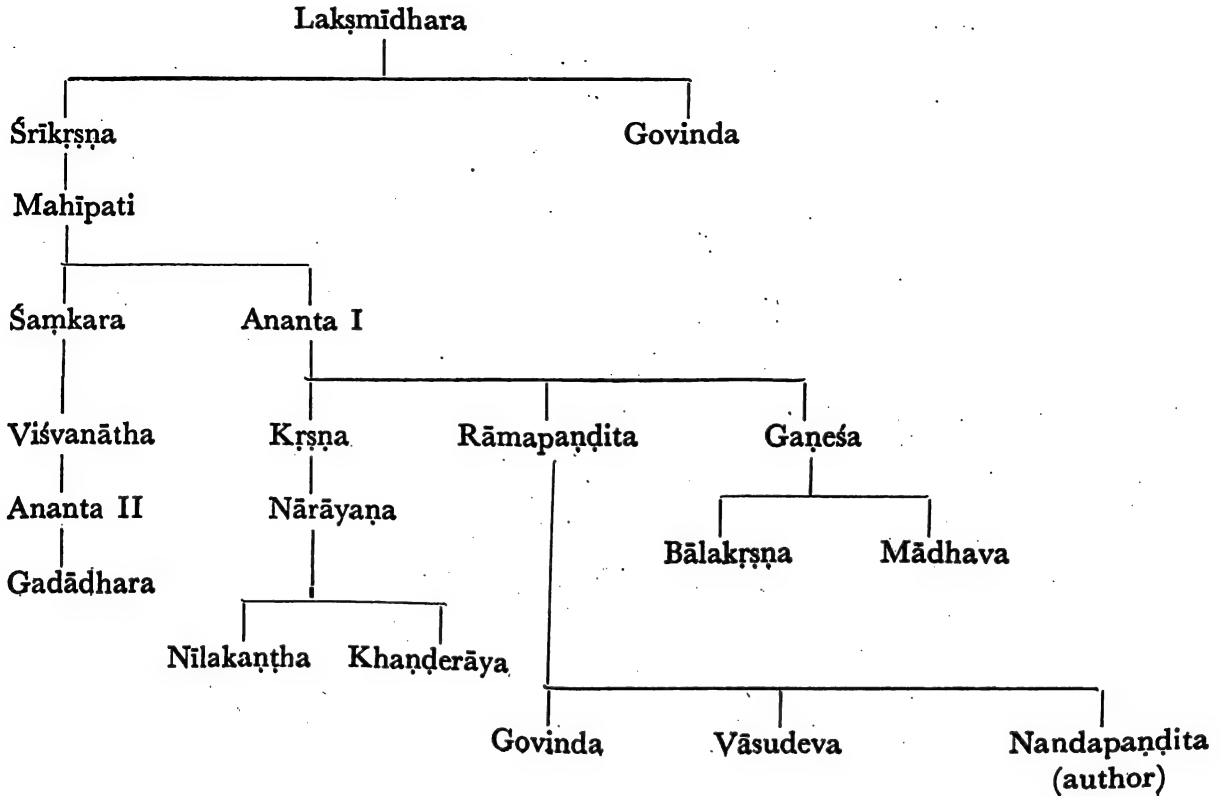 Lakṣmīdhara
Śrīkṛṣṇa Govinda
Mahīpati
Śaṃkara Ananta I
Viśvanātha Kṛṣṇa Rāmapaṇḍita Gaṇeśa
Ananta II Nārāyaṇa
Bālakṛṣṇa Mādhava
Gadādhara
Nīlakaṇṭha Khaṇḍerāya
Govinda Vāsudeva Nandapaṇḍita
(author)